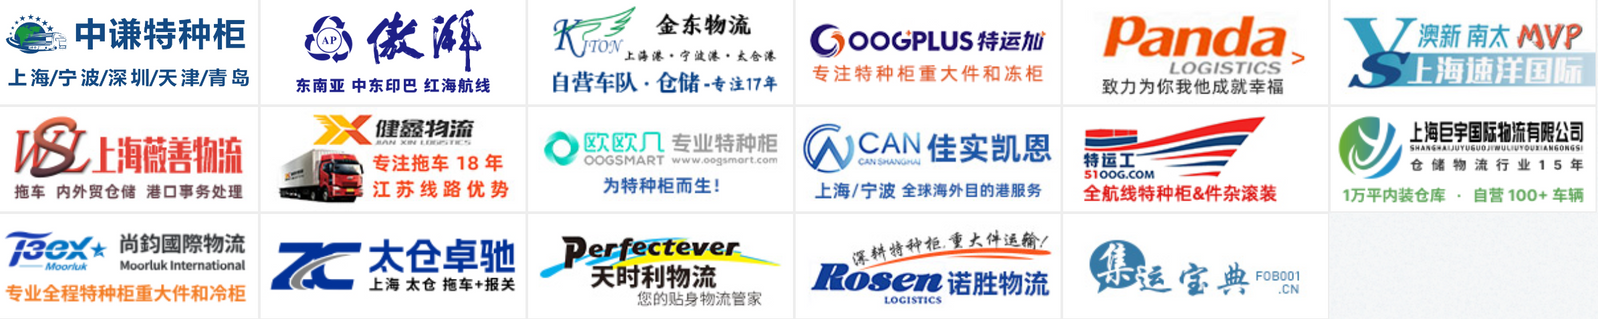 中谦特种柜
上海/宁波/深圳/天津/青岛
AP
傲湃
东南亚 中东印巴 红海航线
KJTON
金东物流
上海港·宁波港·太仓港
自营车队·仓储-专注17年
OOGPLUS 特运加
专注特种柜重大件和冻柜
Panda
LOGISTICS
致力为你我他成就幸福
YS
澳新 南太 MVP
上海速洋国际
WSL
上海薇善物流
拖车 内外贸仓储 港口事务处理
健鑫物流
JIAN XIN LOGISTICS
专注拖车 18 年
江苏线路优势
欧欧几 专业特种柜
OOGSMART www.oogsmart.com
为特种柜而生!
CAN 佳实凯恩
CAN SHANGHAI
上海/宁波 全球海外目的港服务
特运工
51OOG.COM
全航线特种柜&件杂滚装
上海巨宇国际物流有限公司
SHANGHAIJUYUGUOJIWULIUYOUXIANGONGSI
仓储物流行业15年
1万平内装仓库 · 自营 100+ 车辆
尚鈞國際物流
Moorluk
Moorluk International
专业全程特种柜重大件和冷柜
ZC 太仓卓驰
上海 太仓 拖车+报关
Perfectever
天时利物流
您的贴身物流管家
深耕特种柜,重大件运输!
Rosen 诺胜物流
LOGISTICS
集运宝典
FOB001
.CN